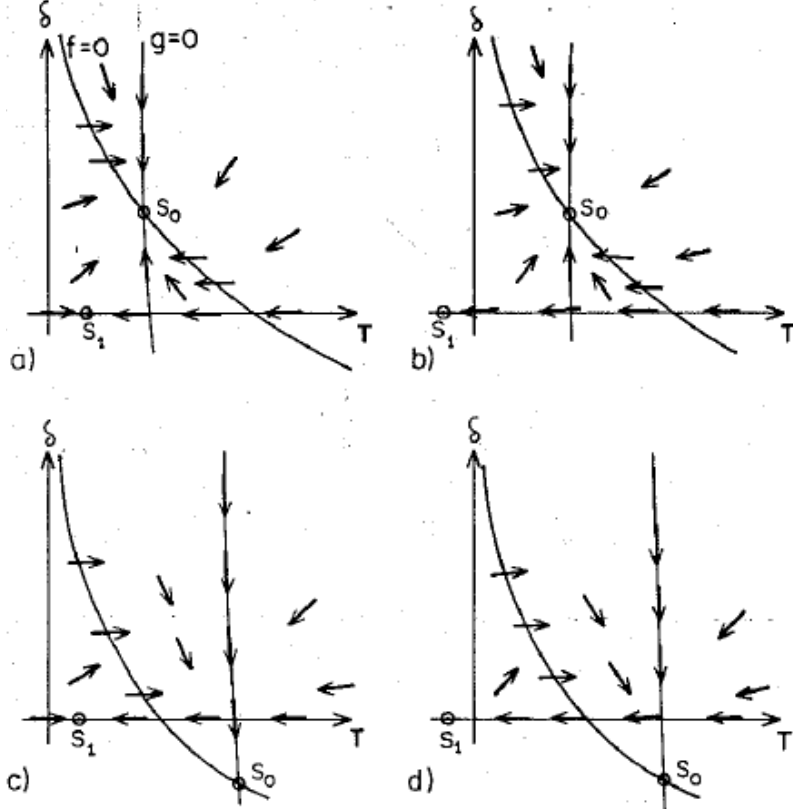 δ f=0 g=0 δ
S₀ S₀
S₁ T S₁ T
a) b)
δ δ
S₁ T S₁ T
c) S₀ d) S₀